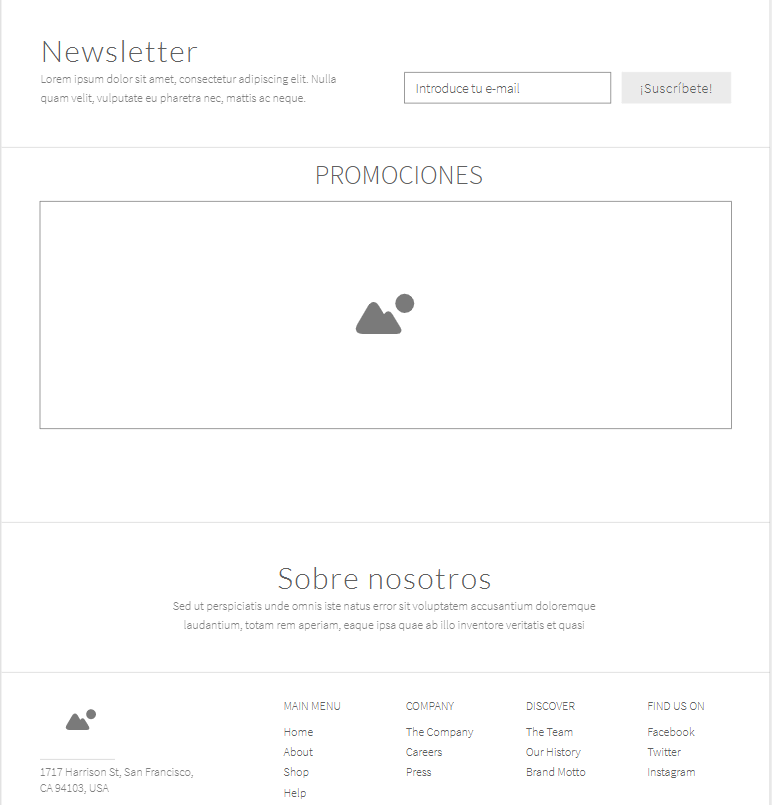 Newsletter
Lorem ipsum dolor sit amet, consectetur adipiscing elit. Nulla
quam velit, vulputate eu pharetra nec, mattis ac neque.
Introduce tu e-mail
¡Suscríbete!
PROMOCIONES
Sobre nosotros
Sed ut perspiciatis unde omnis iste natus error sit voluptatem accusantium doloremque
laudantium, totam rem aperiam, eaque ipsa quae ab illo inventore veritatis et quasi
1717 Harrison St, San Francisco,
CA 94103, USA
MAIN MENU
Home
About
Shop
Help
COMPANY
The Company
Careers
Press
DISCOVER
The Team
Our History
Brand Motto
FIND US ON
Facebook
Twitter
Instagram